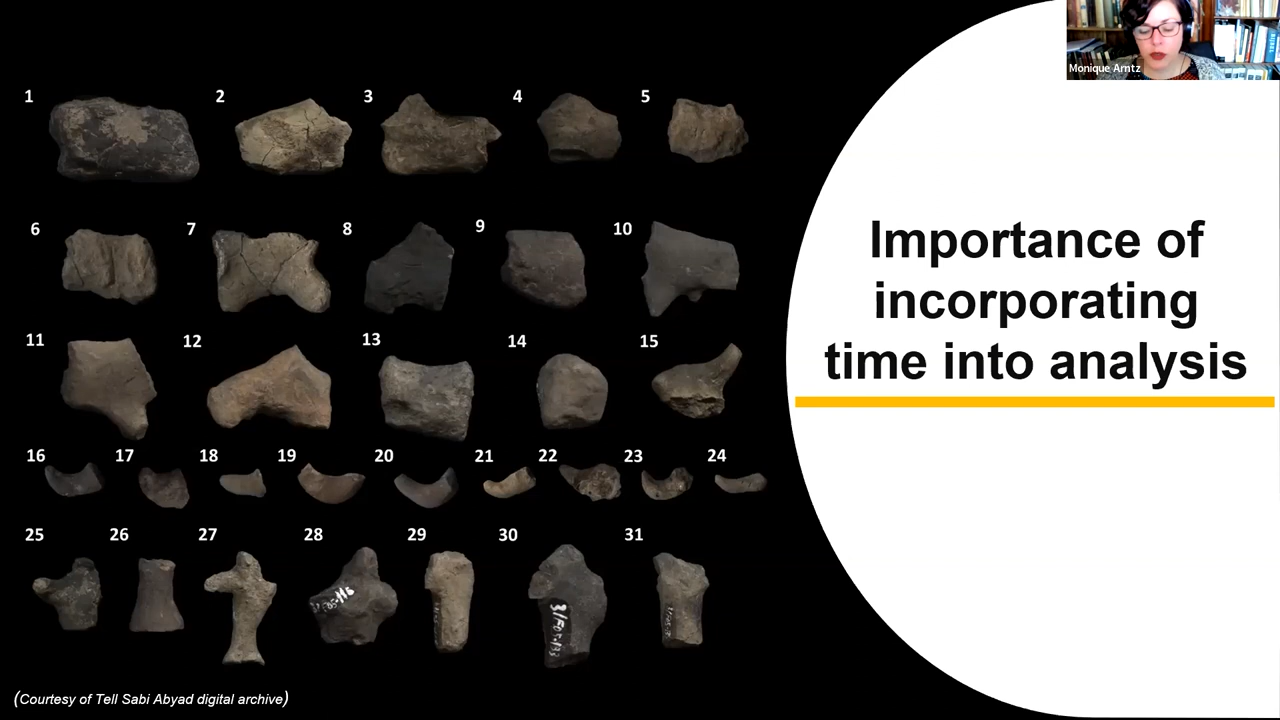 Monique Arntz
1 2 3 4 5
6 7 8 9 10
11 12 13 14 15
16 17 18 19 20 21 22 23 24
25 26 27 28 29 30 31
Importance of
incorporating
time into analysis
(Courtesy of Tell Sabi Abyad digital archive)